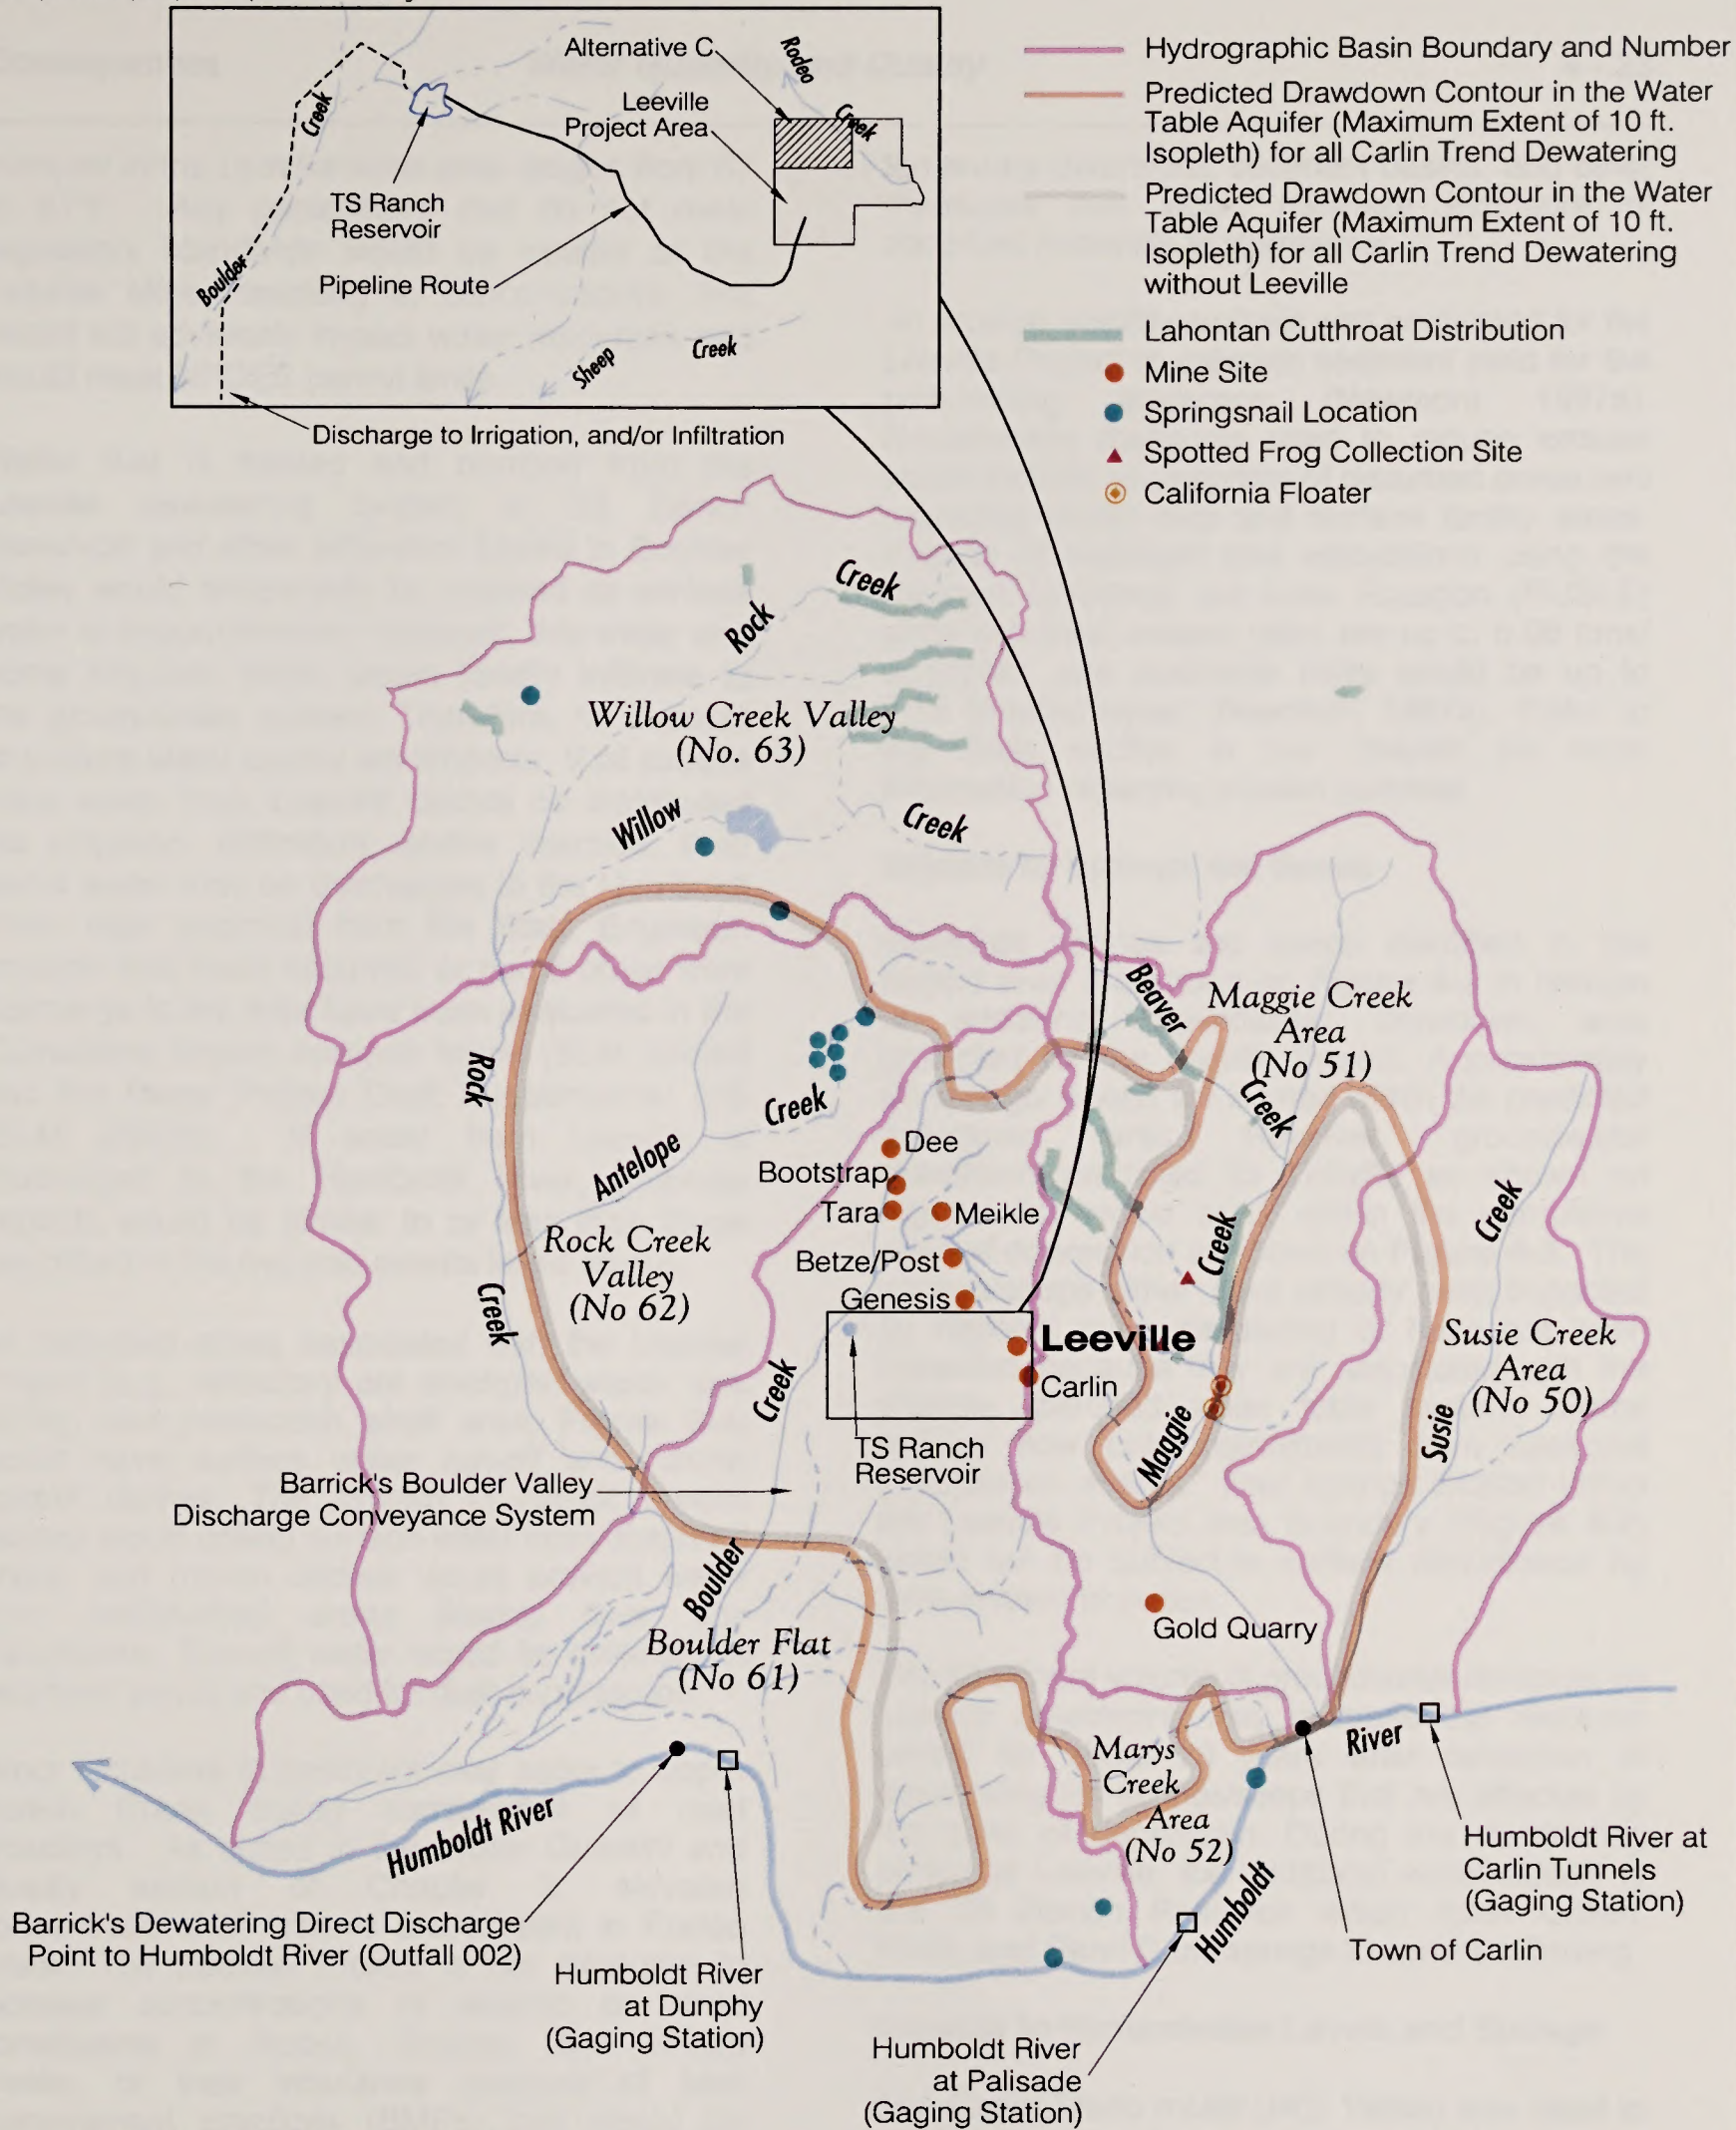 Alternative C
Rodeo
Creek
Leeville
Project Area
Creek
TS Ranch
Reservoir
Boulder
Pipeline Route
Sheep
Creek
Discharge to Irrigation, and/or Infiltration
Hydrographic Basin Boundary and Number
Predicted Drawdown Contour in the Water
Table Aquifer (Maximum Extent of 10 ft.
Isopleth) for all Carlin Trend Dewatering
Predicted Drawdown Contour in the Water
Table Aquifer (Maximum Extent of 10 ft.
Isopleth) for all Carlin Trend Dewatering
without Leeville
Lahontan Cutthroat Distribution
Mine Site
Springsnail Location
Spotted Frog Collection Site
California Floater
Rock
Creek
Willow Creek Valley
(No. 63)
Willow
Creek
Beaver
Creek
Maggie Creek
Area
(No 51)
Rock
Creek
Antelope
Creek
Dee
Bootstrap
Tara
Meikle
Betze/Post
Genesis
Rock Creek
Valley
(No 62)
Leeville
Carlin
Creek
Maggie
Creek
Susie Creek
Area
(No 50)
Susie
Creek
TS Ranch
Reservoir
Barrick's Boulder Valley
Discharge Conveyance System
Boulder
Boulder Flat
(No 61)
Gold Quarry
Marys
Creek
Area
(No 52)
River
Humboldt River
Humboldt
Humboldt River at
Carlin Tunnels
(Gaging Station)
Town of Carlin
Barrick's Dewatering Direct Discharge
Point to Humboldt River (Outfall 002)
Humboldt River
at Dunphy
(Gaging Station)
Humboldt River
at Palisade
(Gaging Station)